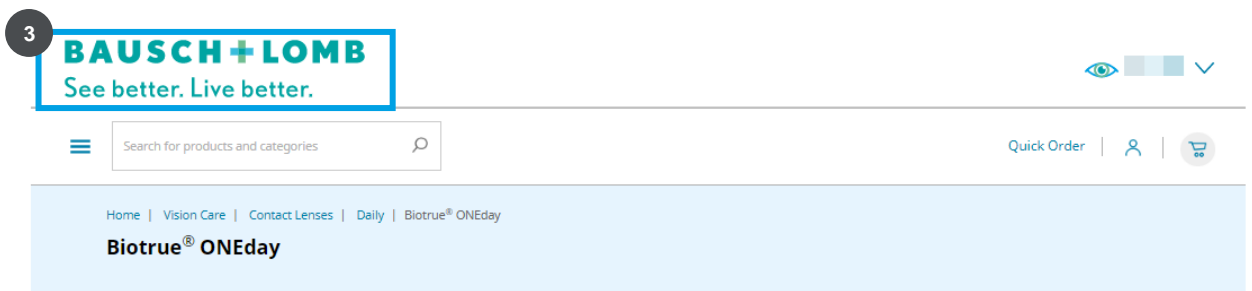 3
BAUSCH+LOMB
See better. Live better.
Search for products and categories
Quick Order
Home | Vision Care | Contact Lenses | Daily | Biotrue® ONEday
Biotrue® ONEday